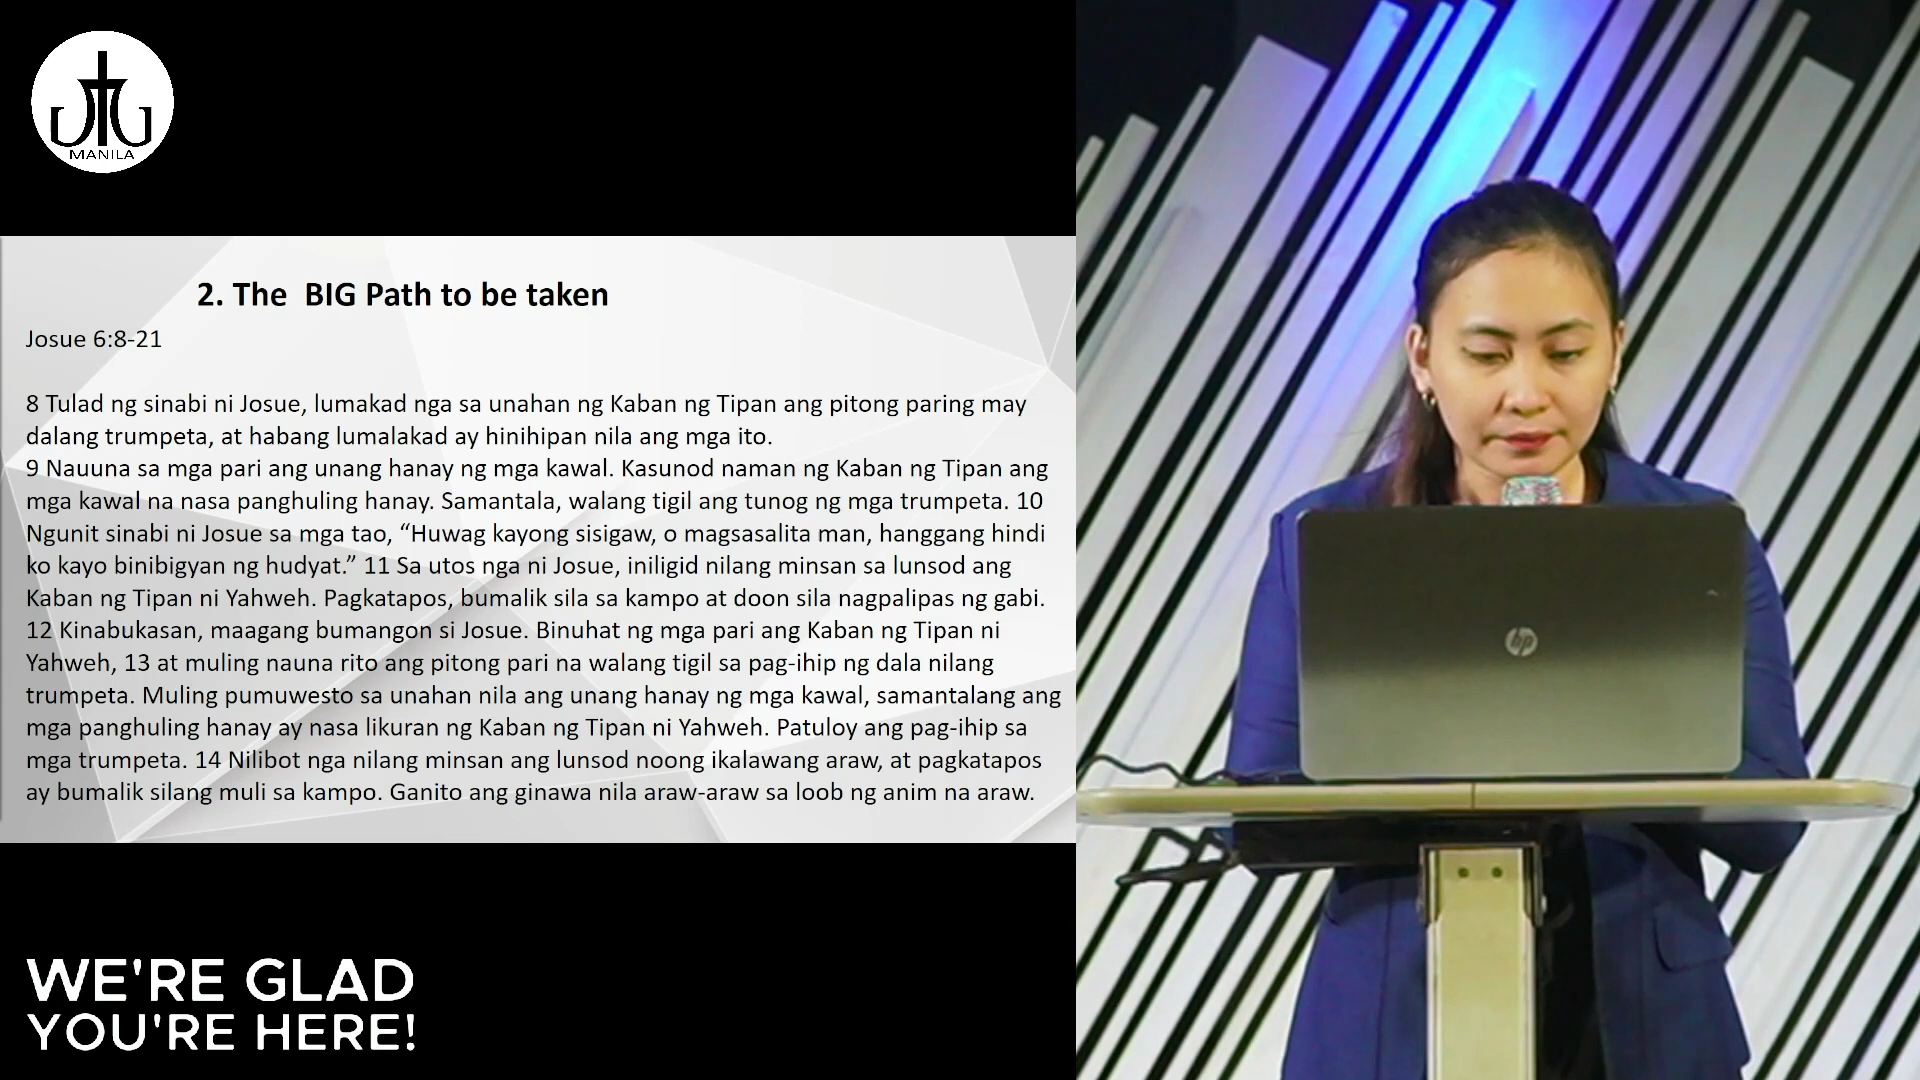 JTG
MANILA
2. The  BIG Path to be taken
Josue 6:8-21
8 Tulad ng sinabi ni Josue, lumakad nga sa unahan ng Kaban ng Tipan ang pitong paring may
dalang trumpeta, at habang lumalakad ay hinihipan nila ang mga ito.
9 Nauuna sa mga pari ang unang hanay ng mga kawal. Kasunod naman ng Kaban ng Tipan ang
mga kawal na nasa panghuling hanay. Samantala, walang tigil ang tunog ng mga trumpeta. 10
Ngunit sinabi ni Josue sa mga tao, “Huwag kayong sisigaw, o magsasalita man, hanggang hindi
ko kayo binibigyan ng hudyat.” 11 Sa utos nga ni Josue, iniligid nilang minsan sa lunsod ang
Kaban ng Tipan ni Yahweh. Pagkatapos, bumalik sila sa kampo at doon sila nagpalipas ng gabi.
12 Kinabukasan, maagang bumangon si Josue. Binuhat ng mga pari ang Kaban ng Tipan ni
Yahweh, 13 at muling nauna rito ang pitong pari na walang tigil sa pag-ihip ng dala nilang
trumpeta. Muling pumuwesto sa unahan nila ang unang hanay ng mga kawal, samantalang ang
mga panghuling hanay ay nasa likuran ng Kaban ng Tipan ni Yahweh. Patuloy ang pag-ihip sa
mga trumpeta. 14 Nilibot nga nilang minsan ang lunsod noong ikalawang araw, at pagkatapos
ay bumalik silang muli sa kampo. Ganito ang ginawa nila araw-araw sa loob ng anim na araw.
WE'RE GLAD
YOU'RE HERE!
hp